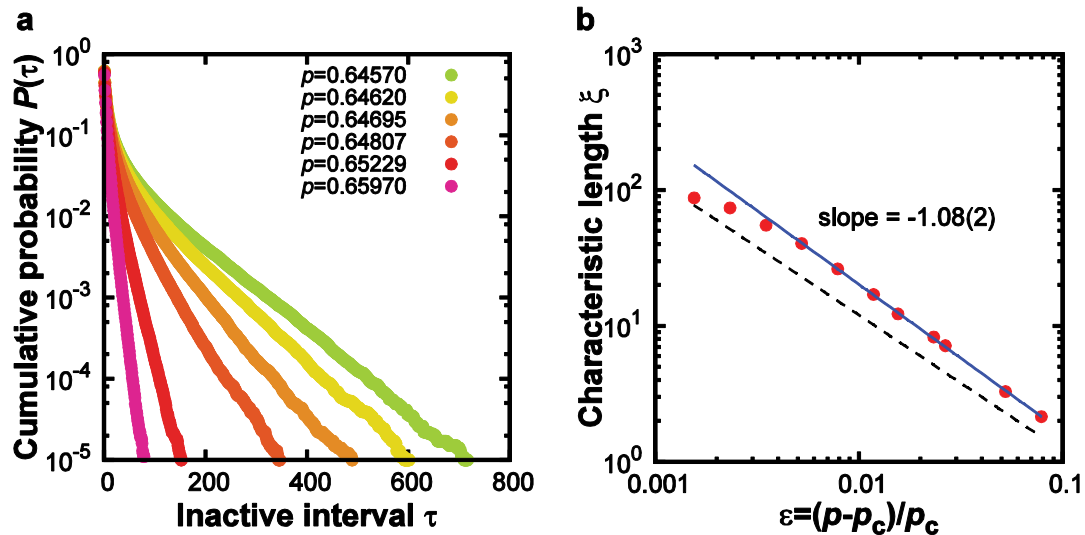 a
Cumulative probability P(τ)
10^0
10^-1
10^-2
10^-3
10^-4
10^-5
p=0.64570
p=0.64620
p=0.64695
p=0.64807
p=0.65229
p=0.65970
0 200 400 600 800
Inactive interval τ
b
Characteristic length ξ
10^3
10^2
10^1
10^0
slope = -1.08(2)
0.001 0.01 0.1
ε=(p-p_c)/p_c